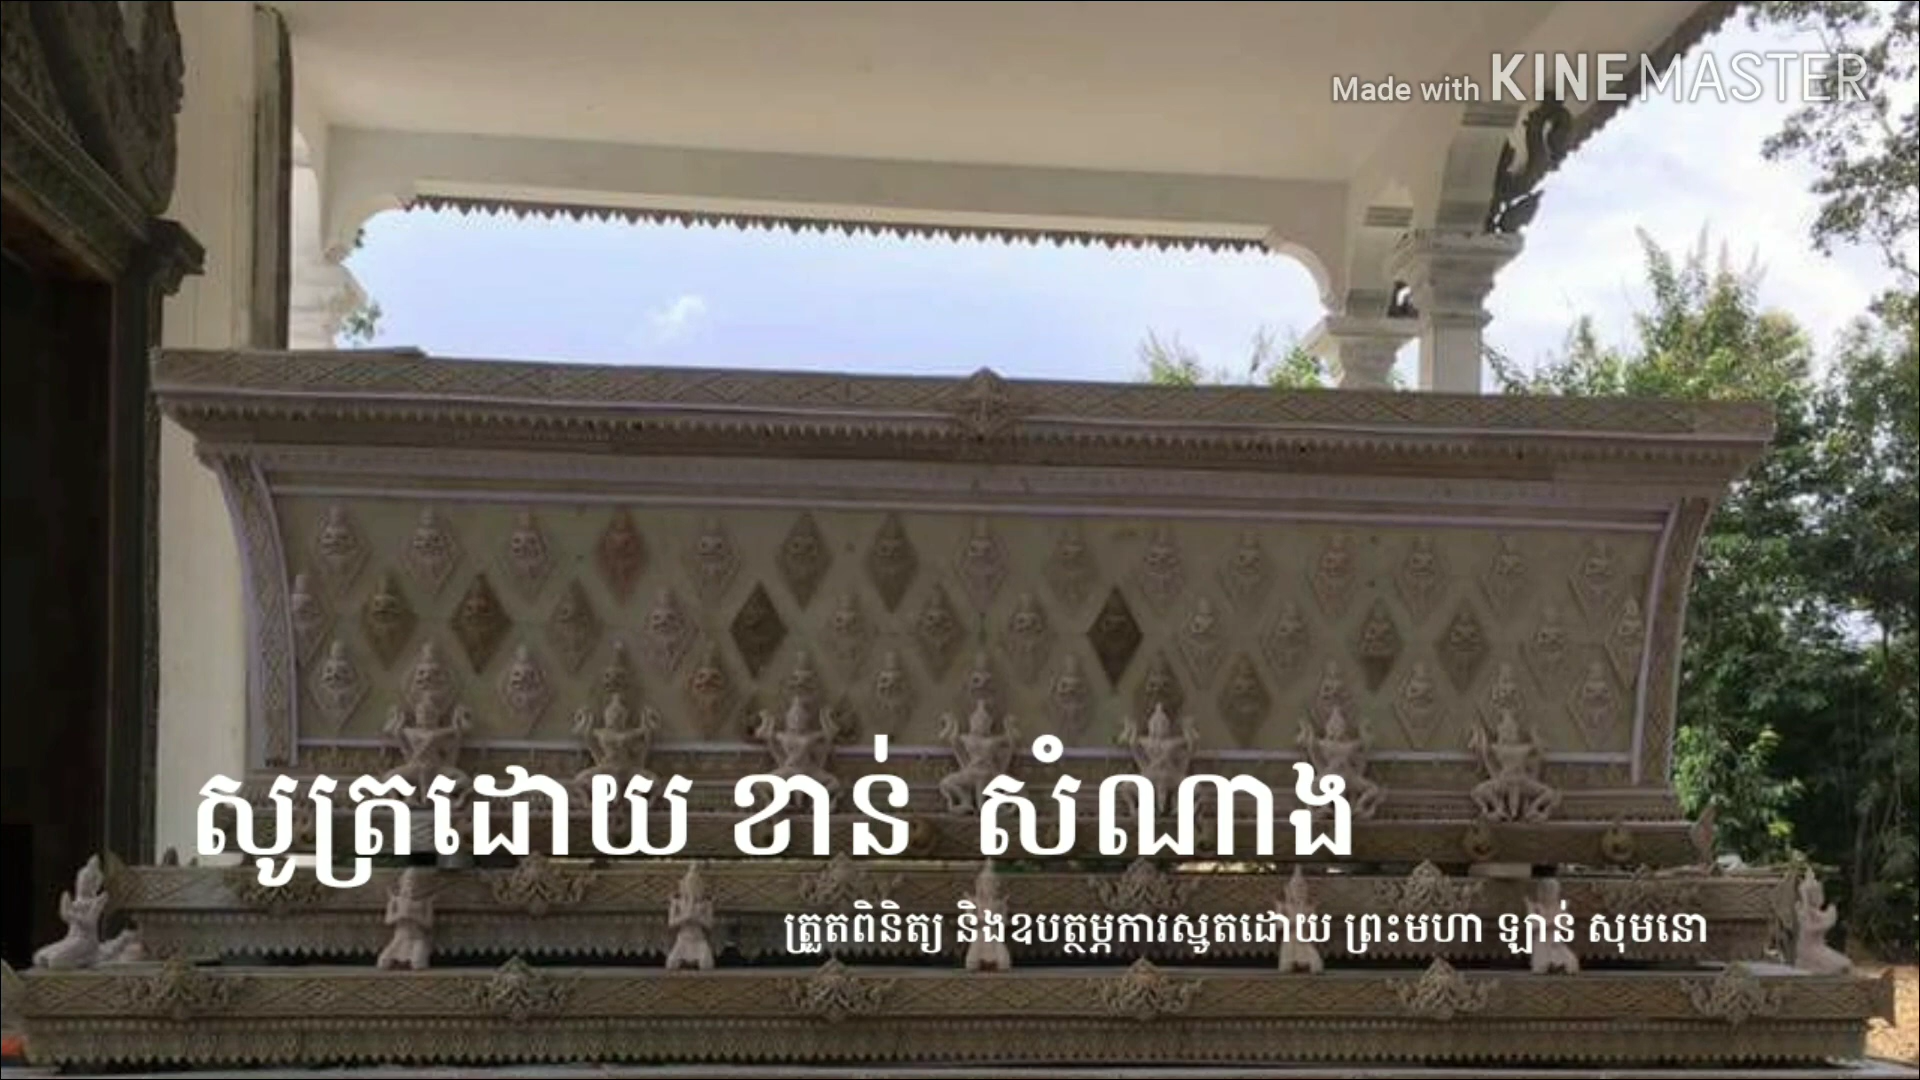 Made with KINEMASTER
សូត្រដោយ ខាន់ សំណាង
ត្រួតពិនិត្យ និងឧបត្ថម្ភការស្មូតដោយ ព្រះមហា ឡាន់ សុមនោ